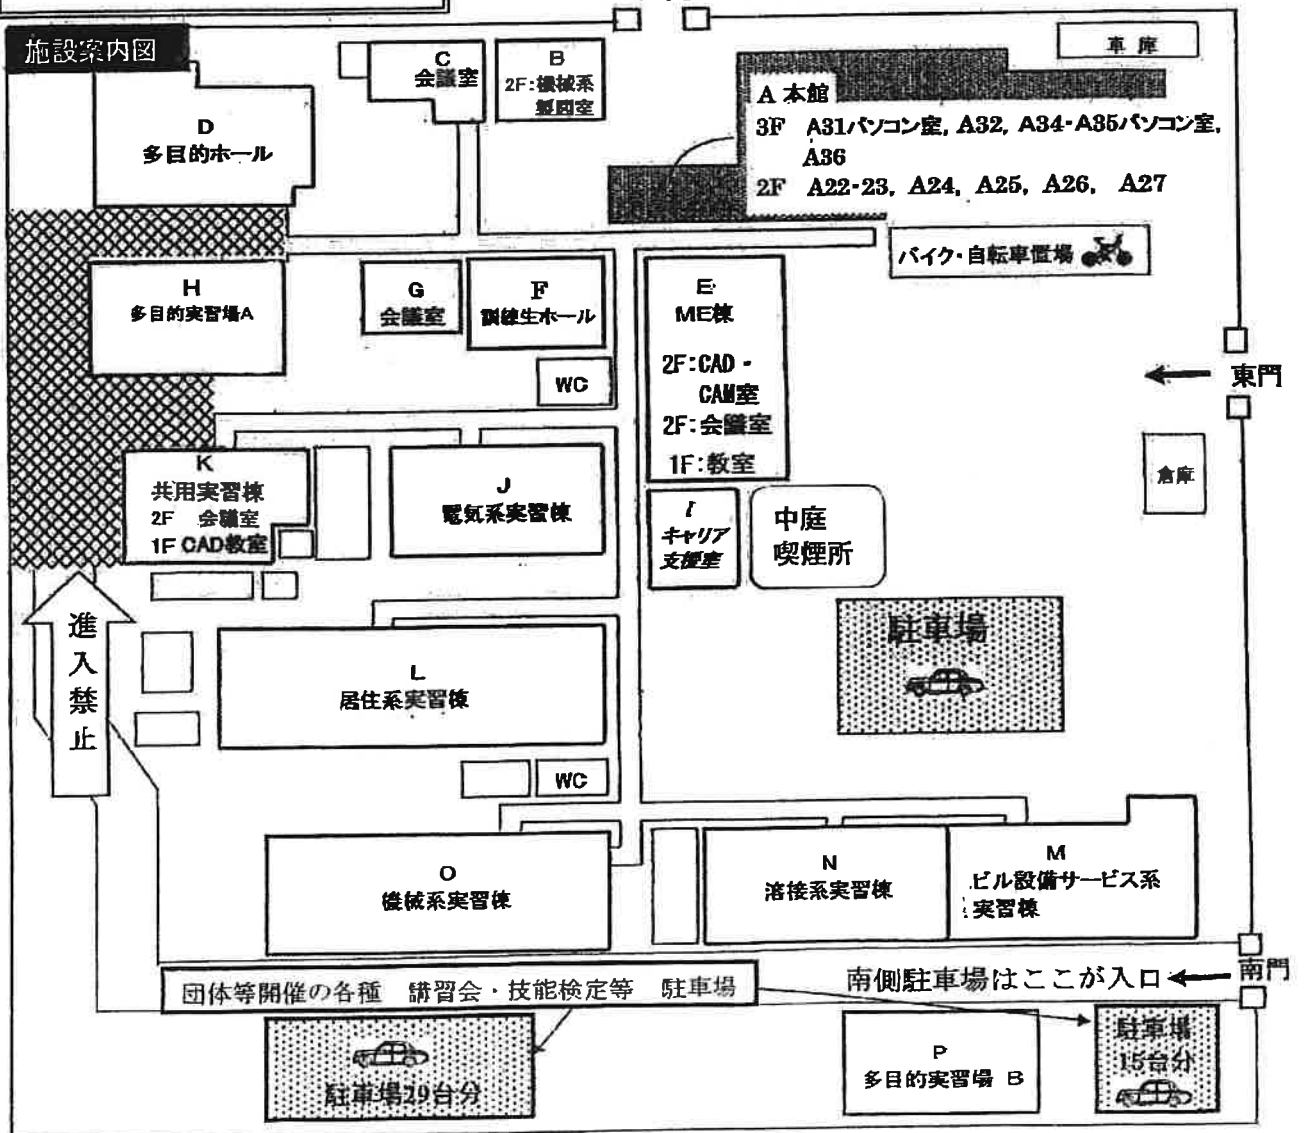 施設案内図
車庫
C
会議室
B
2F:機械系
製図室
A 本館
3F A31パソコン室, A32, A34-A35パソコン室,
A36
2F A22-23, A24, A25, A26, A27
D
多目的ホール
バイク・自転車置場
H
多目的実習場A
G
会議室
F
訓練生ホール
WC
E
ME棟
2F:CAD・
CAM室
2F:会議室
1F:教室
東門
倉庫
K
共用実習棟
2F 会議室
1F CAD教室
J
電気系実習棟
I
キャリア
支援室
中庭
喫煙所
進入禁止
駐車場
L
居住系実習棟
WC
O
機械系実習棟
N
溶接系実習棟
M
ビル設備サービス系
実習棟
団体等開催の各種 講習会・技能検定等 駐車場
南側駐車場はここが入口
南門
駐車場29台分
P
多目的実習場 B
駐車場
15台分